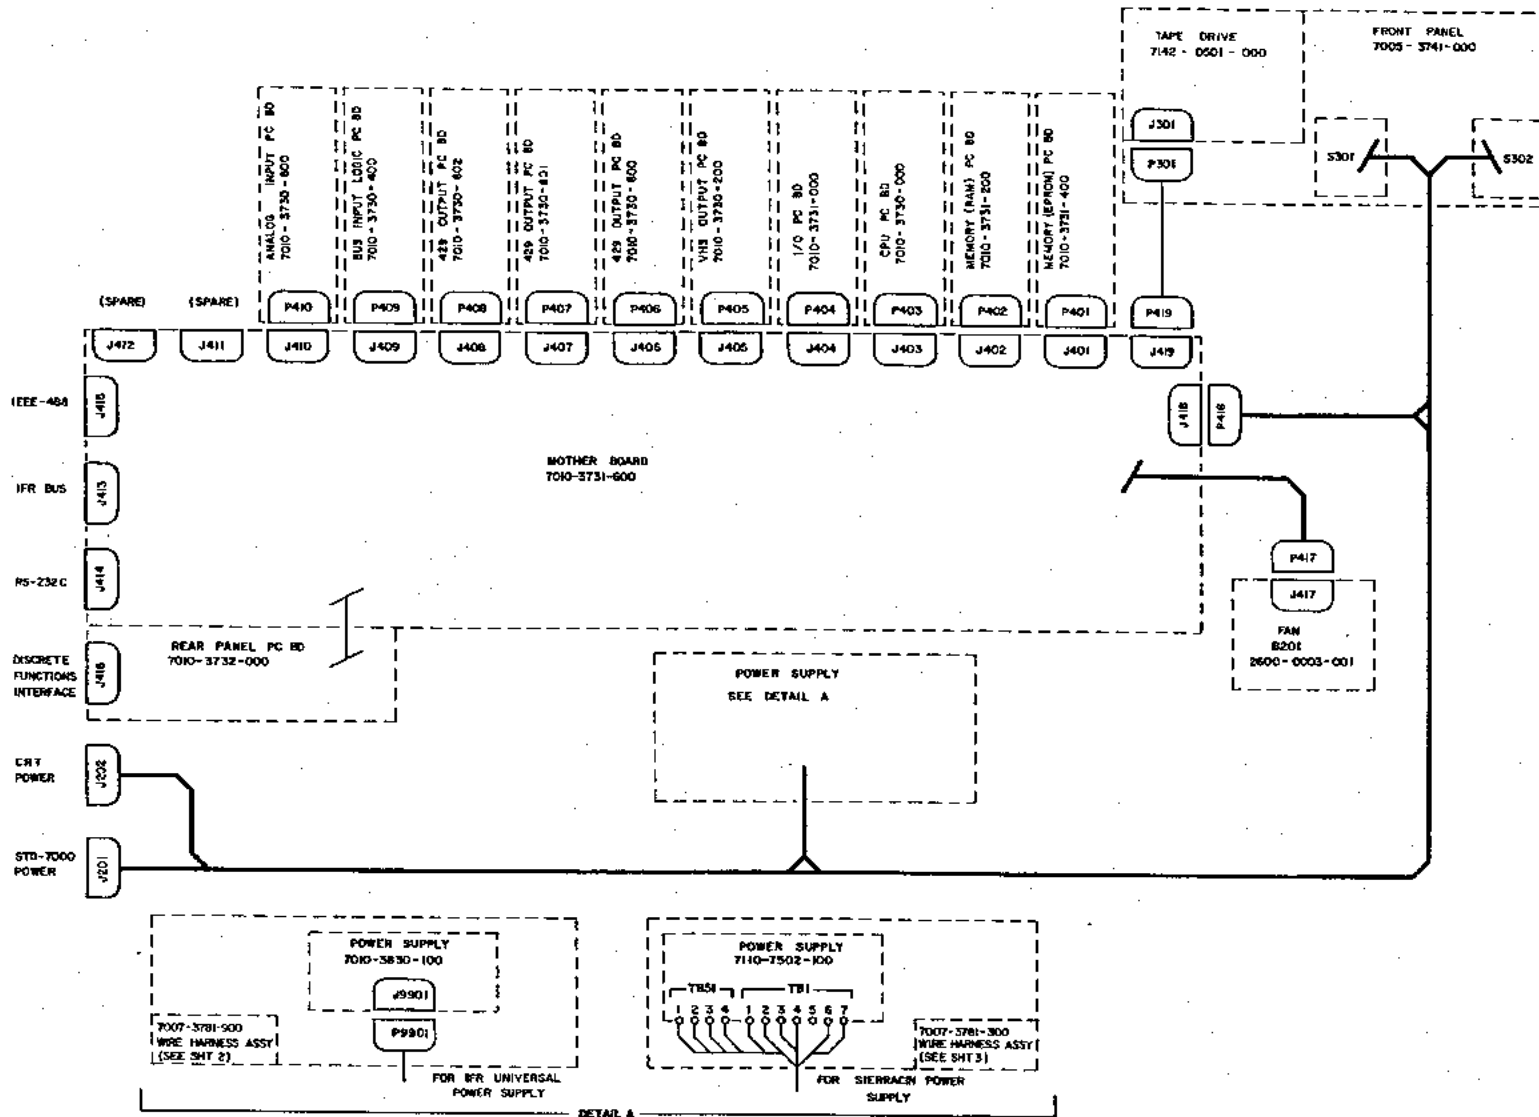 TAPE DRIVE
7142-0501-000
FRONT PANEL
7005-3741-000
J301
P301
S301
S302
ANALOG INPUT PC BD
7010-3730-800
BUS INPUT LOGIC PC BD
7010-3730-400
429 OUTPUT PC BD
7010-3730-602
429 OUTPUT PC BD
7010-3730-601
429 OUTPUT PC BD
7010-3730-600
VHS OUTPUT PC BD
7010-3730-200
I/O PC BD
7010-3731-000
CPU PC BD
7010-3730-000
MEMORY (RAM) PC BD
7010-3731-200
MEMORY (EPROM) PC BD
7010-3731-400
(SPARE)
(SPARE)
P410
P409
P408
P407
P406
P405
P404
P403
P402
P401
P419
J412
J411
J410
J409
J408
J407
J406
J405
J404
J403
J402
J401
J419
IEEE-488
J415
J418
P418
MOTHER BOARD
7010-3731-600
IFR BUS
J413
RS-232C
J414
P417
J417
FAN
B201
2600-0003-001
REAR PANEL PC BD
7010-3732-000
DISCRETE
FUNCTIONS
INTERFACE
J416
POWER SUPPLY
SEE DETAIL A
CRT
POWER
J202
STD-7000
POWER
J201
POWER SUPPLY
7010-3830-100
J9901
P9901
7007-3781-900
WIRE HARNESS ASSY
(SEE SHT 2)
FOR IFR UNIVERSAL
POWER SUPPLY
POWER SUPPLY
7110-7502-100
TB51
TB1
1 2 3 4 1 2 3 4 5 6 7
7007-3781-300
WIRE HARNESS ASSY
(SEE SHT 3)
FOR SIERRACIN POWER
SUPPLY
DETAIL A